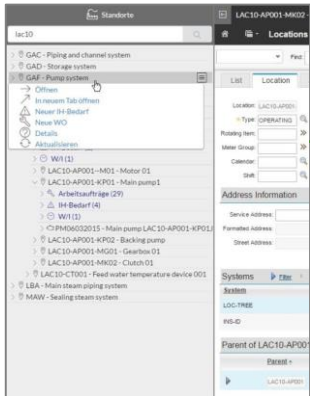 Standorte
lac10
GAC - Piping and channel system
GAD - Storage system
GAF - Pump system
Öffnen
In neuem Tab öffnen
Neuer IH-Bedarf
Neue WO
Details
Aktualisieren
W/I (1)
LAC10-AP001--M01 - Motor 01
LAC10-AP001-KP01 - Main pump1
Arbeitsaufträge (29)
IH-Bedarf (4)
W/I (1)
PM06032015 - Main pump LAC10-AP001-KP01J
LAC10-AP001-KP02 - Backing pump
LAC10-AP001-MG01 - Gearbox 01
LAC10-AP001-MK02 - Clutch 01
LAC10-CT001 - Feed water temperature device 001
LBA - Main steam piping system
MAW - Sealing steam system
LAC10-AP001-MK02 -
Locations
Find:
List
Location
Location: LAC10-AP001
Type: OPERATING
Rotating Item:
Meter Group:
Calendar:
Shift:
Address Information
Service Address:
Formatted Address:
Street Address:
Systems
Filter
System
LOC-TREE
INS-ID
Parent of LAC10-AP001
Parent
LAC10-AP001